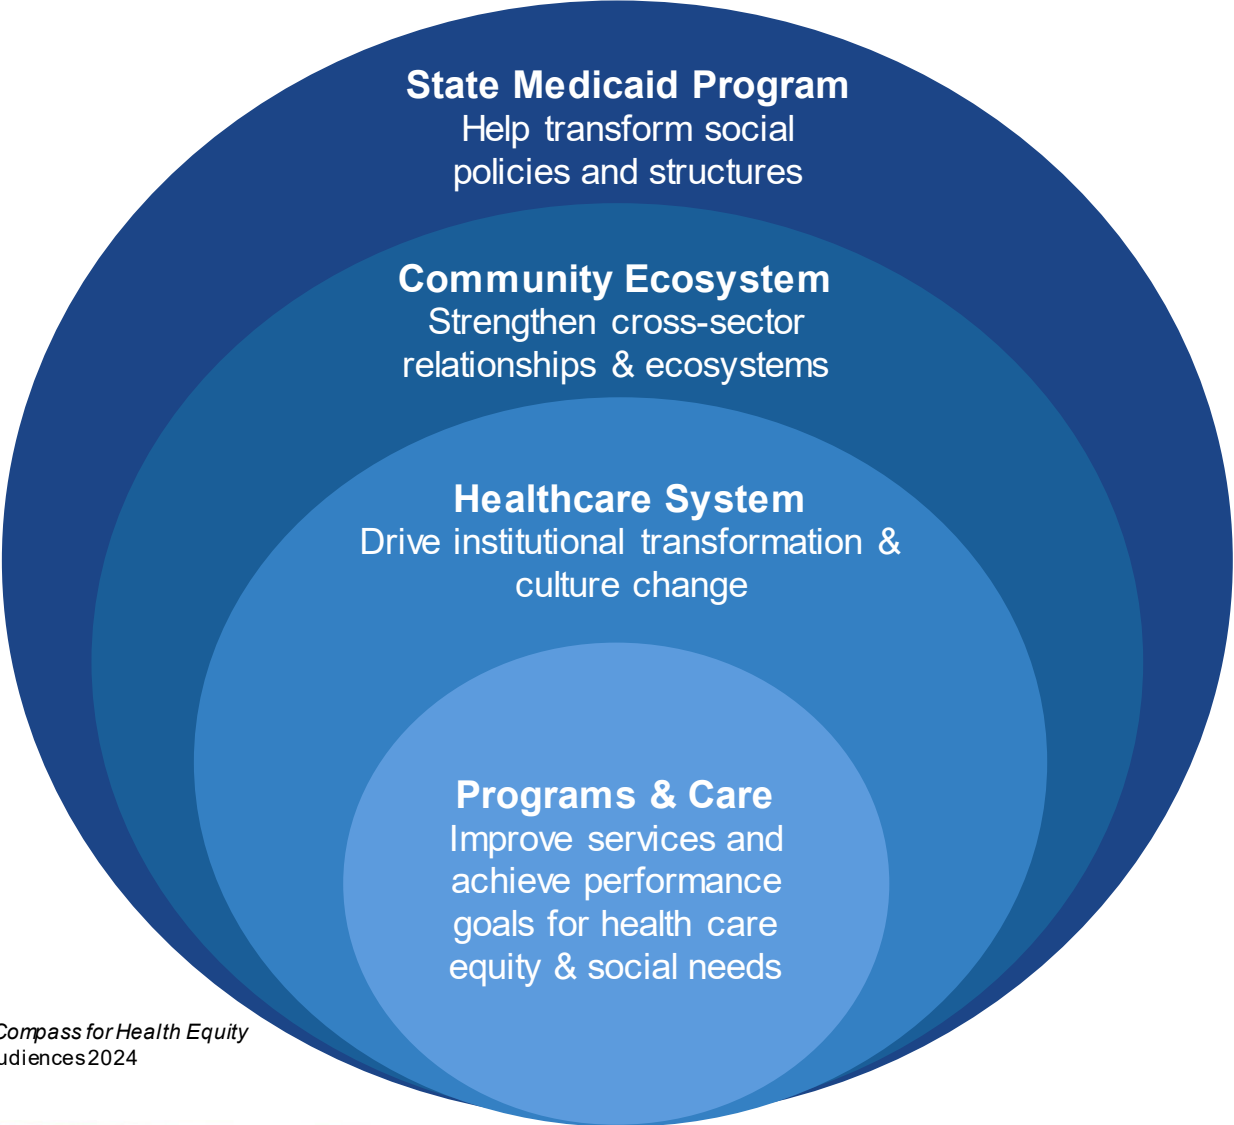 State Medicaid Program
Help transform social
policies and structures
Community Ecosystem
Strengthen cross-sector
relationships & ecosystems
Healthcare System
Drive institutional transformation &
culture change
Programs & Care
Improve services and
achieve performance
goals for health care
equity & social needs
Compass for Health Equity
udiences2024